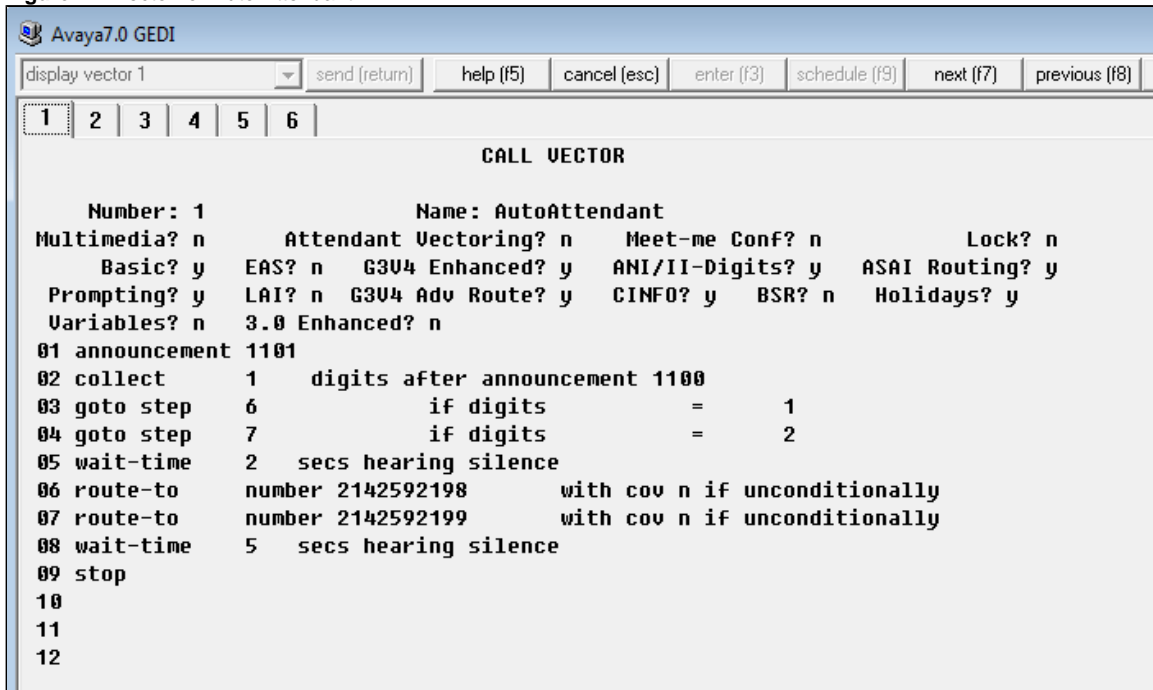 Avaya7.0 GEDI
display vector 1 send (return) help (f5) cancel (esc) enter (f3) schedule (f9) next (f7) previous (f8)
1 2 3 4 5 6
CALL VECTOR
Number: 1 Name: AutoAttendant
Multimedia? n Attendant Vectoring? n Meet-me Conf? n Lock? n
Basic? y EAS? n G3V4 Enhanced? y ANI/II-Digits? y ASAI Routing? y
Prompting? y LAI? n G3V4 Adv Route? y CINFO? y BSR? n Holidays? y
Variables? n 3.0 Enhanced? n
01 announcement 1101
02 collect 1 digits after announcement 1100
03 goto step 6 if digits = 1
04 goto step 7 if digits = 2
05 wait-time 2 secs hearing silence
06 route-to number 2142592198 with cov n if unconditionally
07 route-to number 2142592199 with cov n if unconditionally
08 wait-time 5 secs hearing silence
09 stop
10
11
12